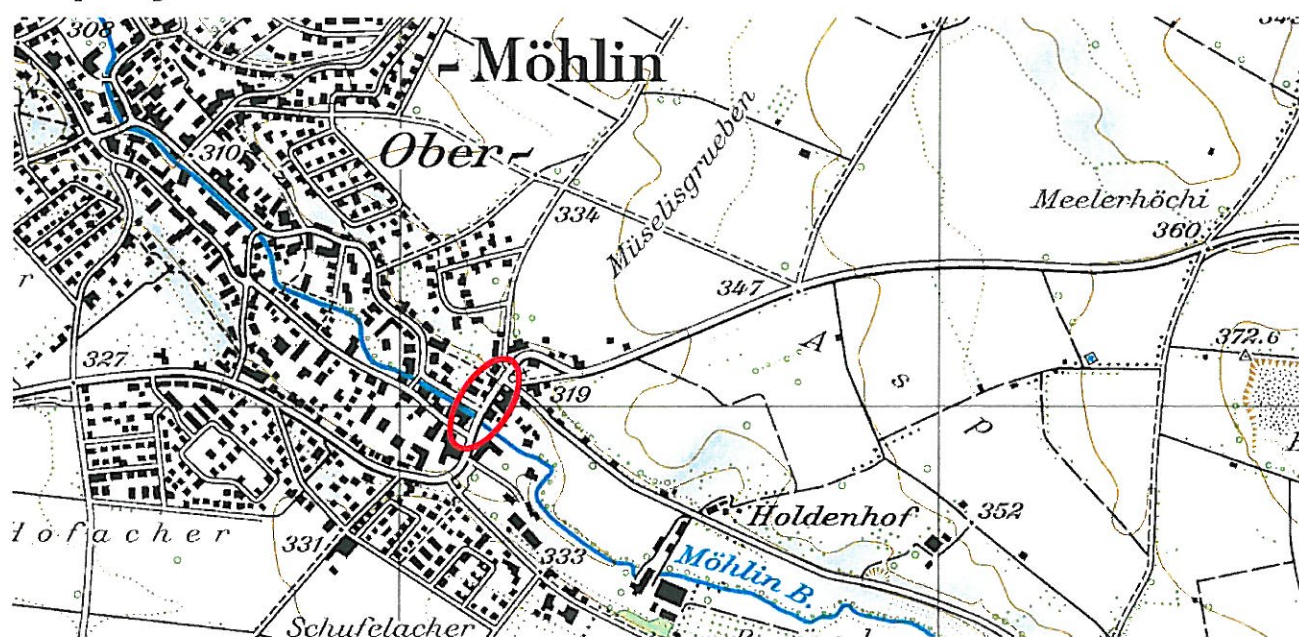 308
Möhlin
Ober
310
Müselisgrueben
334
Meelerhöchi
360
347
r
A
s
p
372.6
327
319
Hofacher
Holdenhof
352
331
333
Möhlin B.
Schufelacher